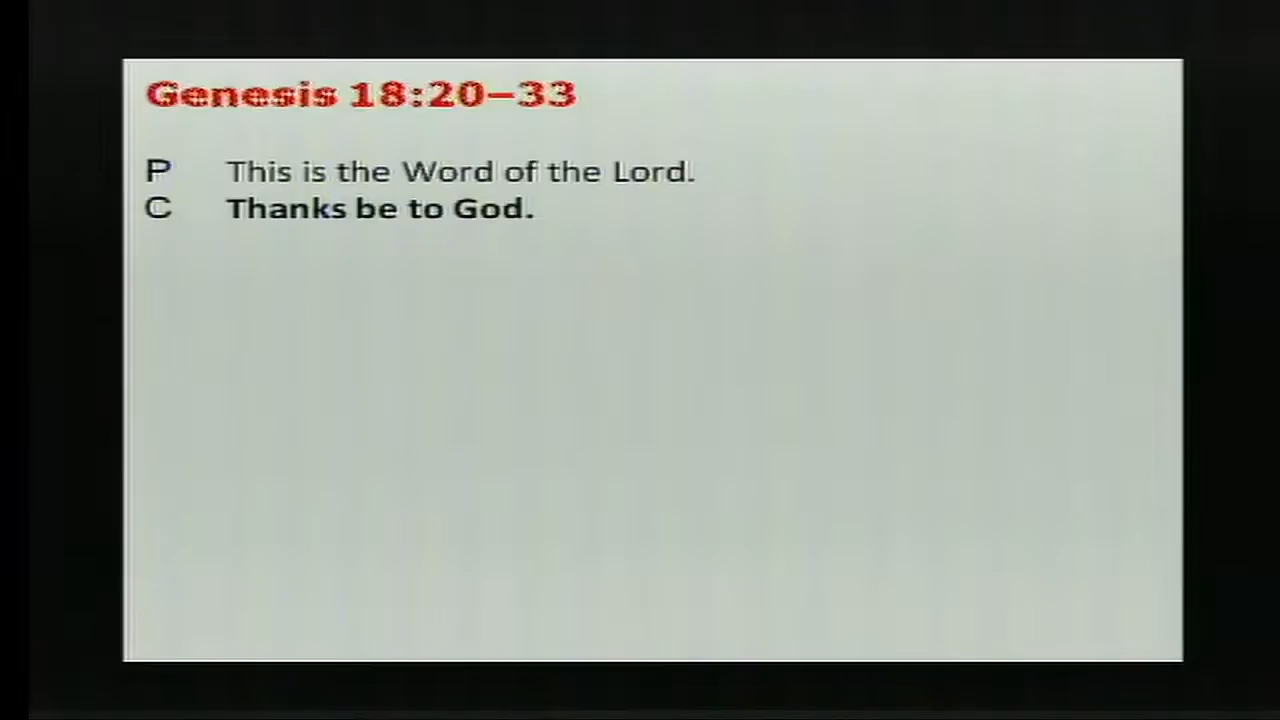 Genesis 18:20–33
P This is the Word of the Lord.
C Thanks be to God.